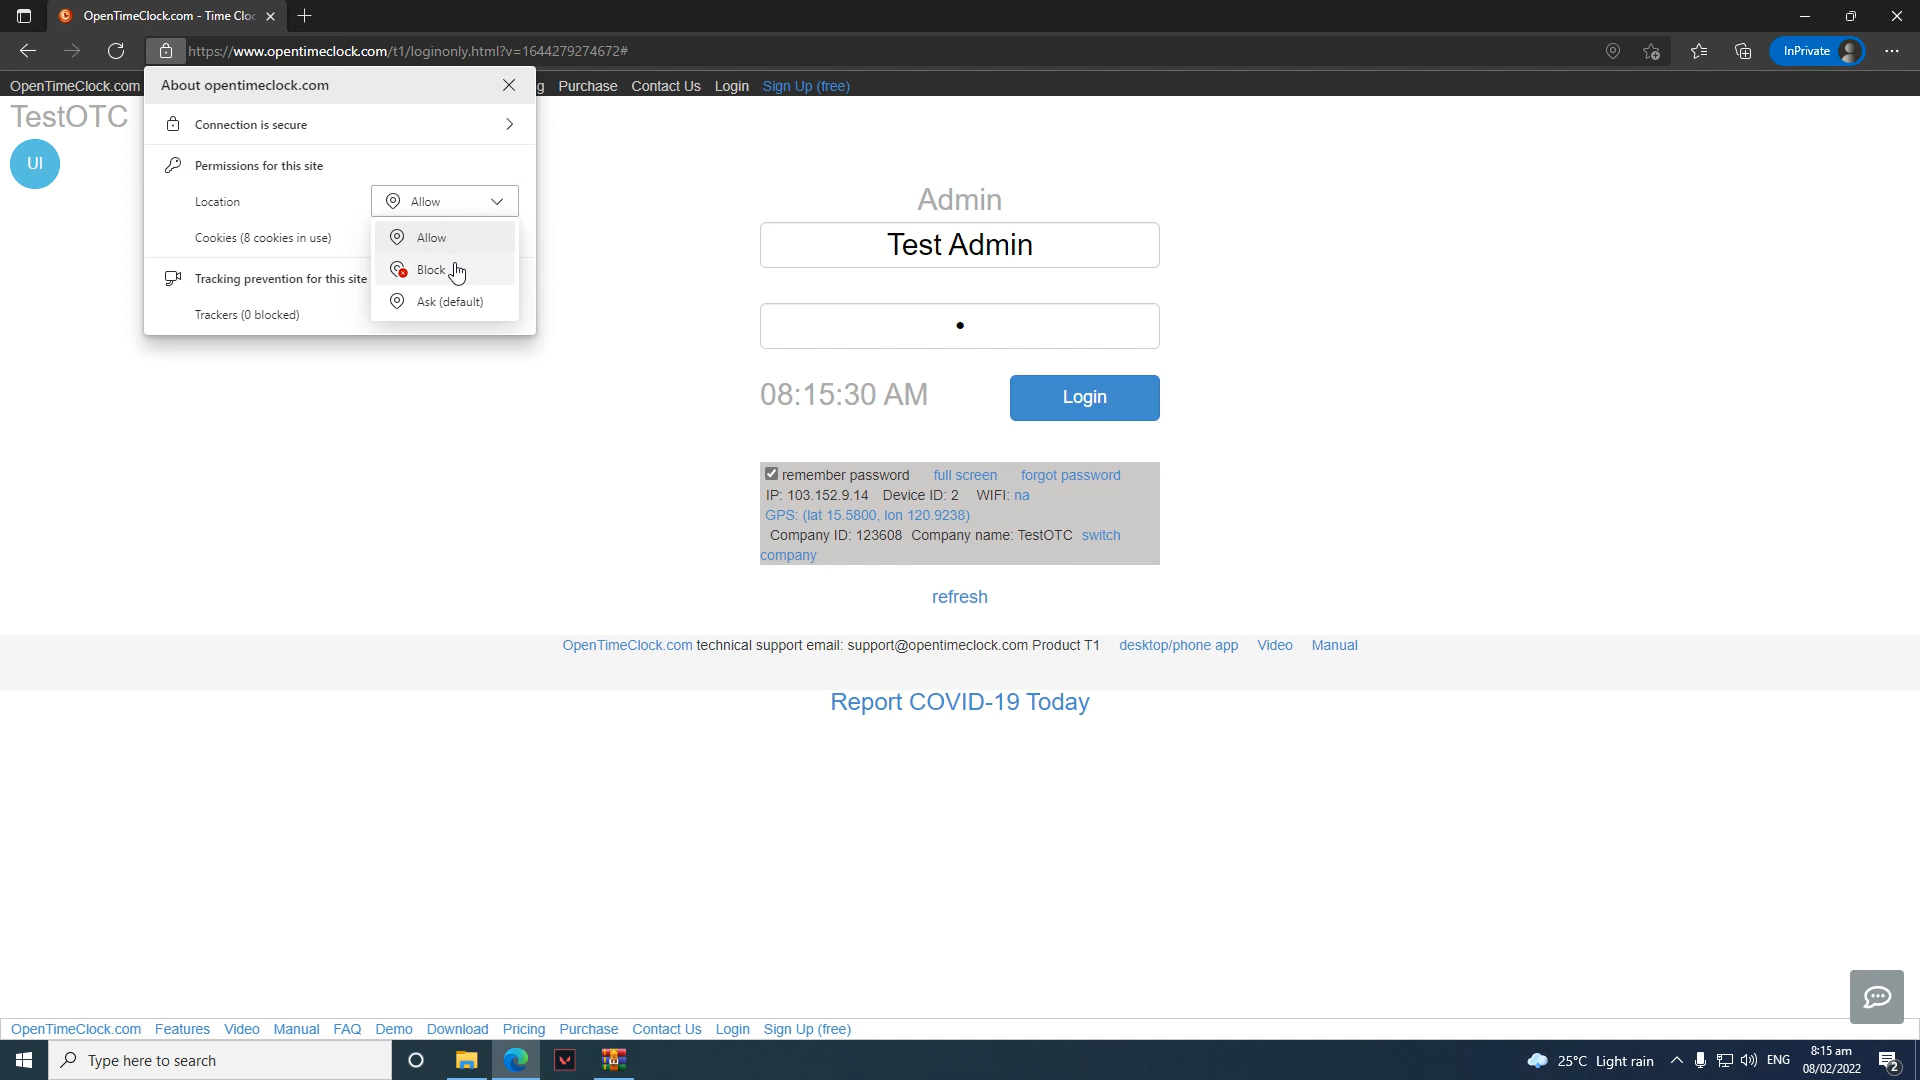 OpenTimeClock.com - Time Cloc
https://www.opentimeclock.com/t1/loginonly.html?v=1644279274672#
InPrivate
OpenTimeClock.com
g Purchase Contact Us Login Sign Up (free)
About opentimeclock.com
TestOTC
UI
Connection is secure
Permissions for this site
Location
Allow
Cookies (8 cookies in use)
Allow
Block
Tracking prevention for this site
Ask (default)
Trackers (0 blocked)
Admin
Test Admin
08:15:30 AM
Login
remember password full screen forgot password
IP: 103.152.9.14 Device ID: 2 WIFI: na
GPS: (lat 15.5800, lon 120.9238)
Company ID: 123608 Company name: TestOTC switch
company
refresh
OpenTimeClock.com technical support email: support@opentimeclock.com Product T1 desktop/phone app Video Manual
Report COVID-19 Today
OpenTimeClock.com Features Video Manual FAQ Demo Download Pricing Purchase Contact Us Login Sign Up (free)
Type here to search
25°C Light rain
ENG
8:15 am
08/02/2022
2